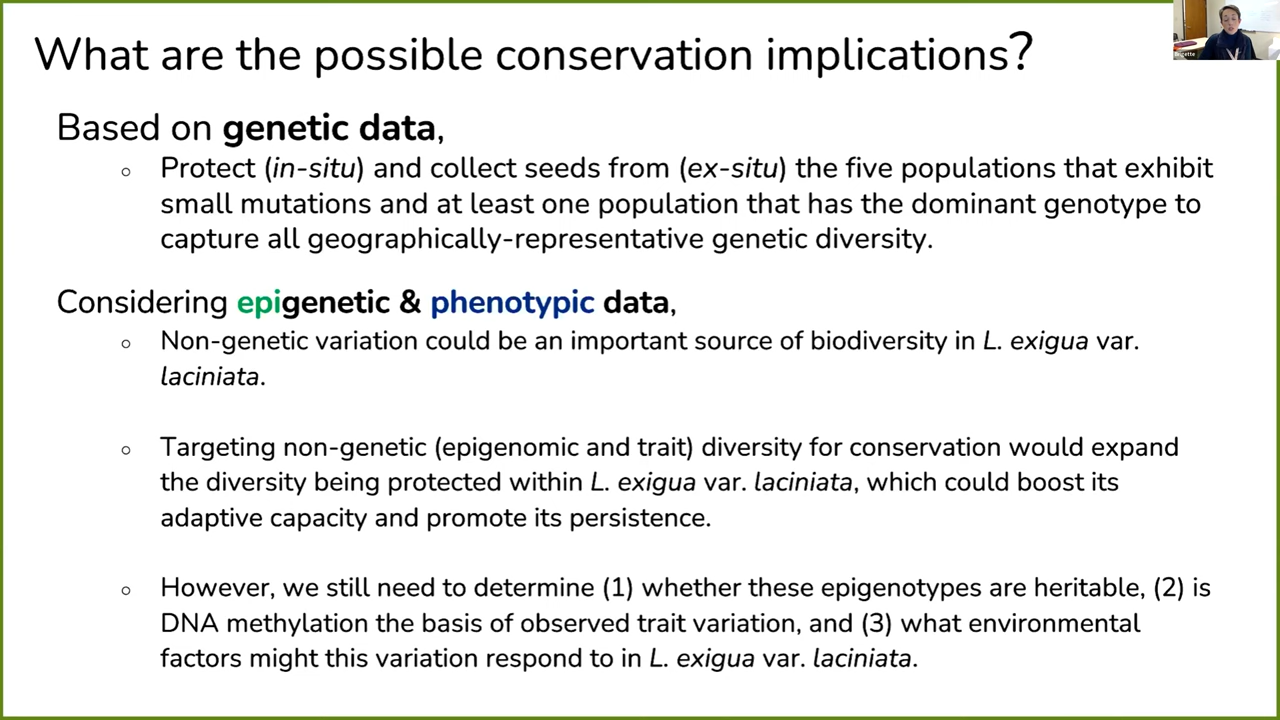 What are the possible conservation implications?
Based on genetic data,
Protect (in-situ) and collect seeds from (ex-situ) the five populations that exhibit
small mutations and at least one population that has the dominant genotype to
capture all geographically-representative genetic diversity.
Considering epigenetic & phenotypic data,
Non-genetic variation could be an important source of biodiversity in L. exigua var.
laciniata.
Targeting non-genetic (epigenomic and trait) diversity for conservation would expand
the diversity being protected within L. exigua var. laciniata, which could boost its
adaptive capacity and promote its persistence.
However, we still need to determine (1) whether these epigenotypes are heritable, (2) is
DNA methylation the basis of observed trait variation, and (3) what environmental
factors might this variation respond to in L. exigua var. laciniata.